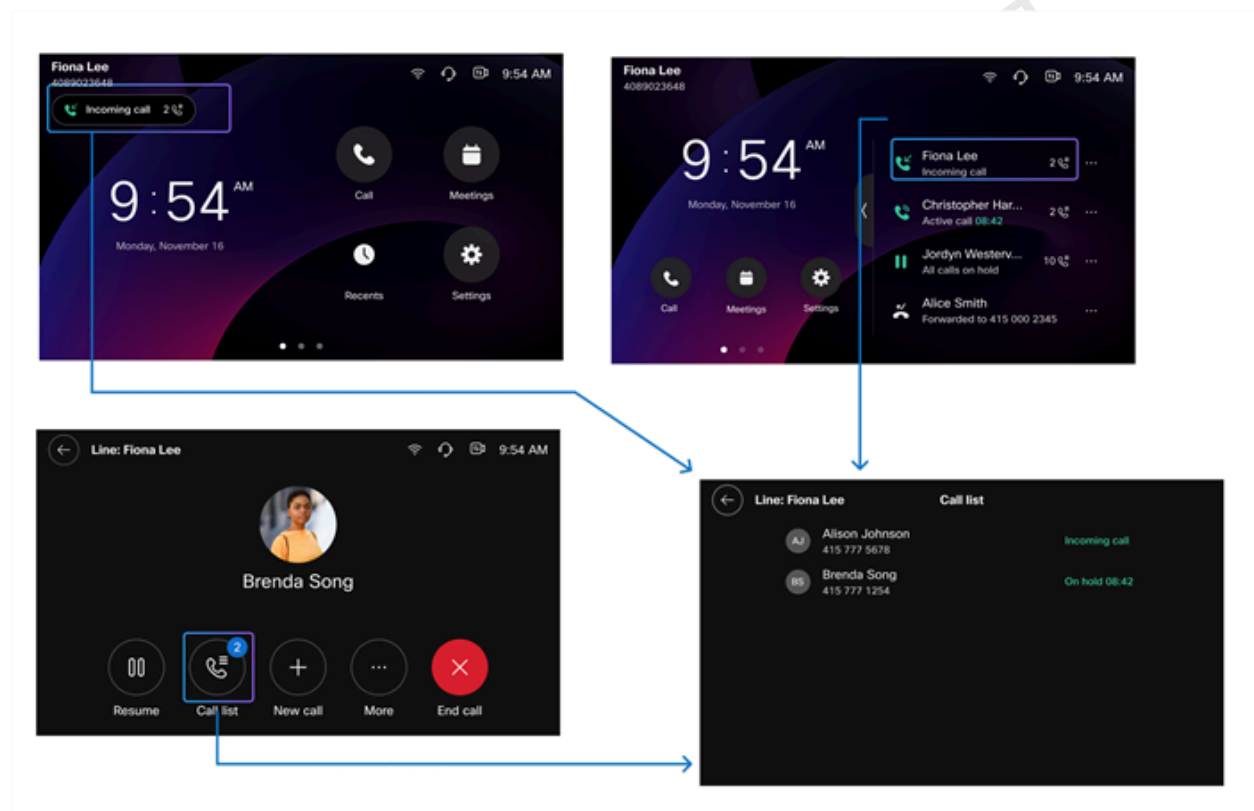 Fiona Lee
4089023648
9:54 AM
Incoming call 2
9:54 AM
Monday, November 16
Call
Meetings
Recents
Settings
Fiona Lee
4089023648
9:54 AM
9:54 AM
Monday, November 16
Call
Meetings
Settings
Fiona Lee
Incoming call
2
...
Christopher Har...
Active call 08:42
2
...
Jordyn Westerv...
All calls on hold
10
...
Alice Smith
Forwarded to 415 000 2345
...
Line: Fiona Lee
9:54 AM
Brenda Song
2
Resume
Call list
New call
More
End call
Line: Fiona Lee
Call list
AJ
Alison Johnson
415 777 5678
Incoming call
BS
Brenda Song
415 777 1254
On hold 08:42